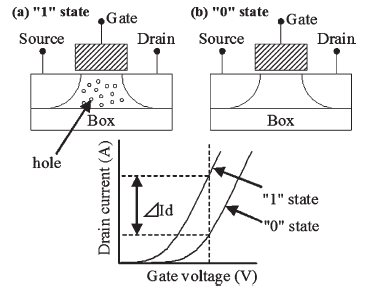 (a) "1" state
Gate
Source
Drain
Box
hole
(b) "0" state
Gate
Source
Drain
Box
Drain current (A)
⊿Id
"1" state
"0" state
Gate voltage (V)